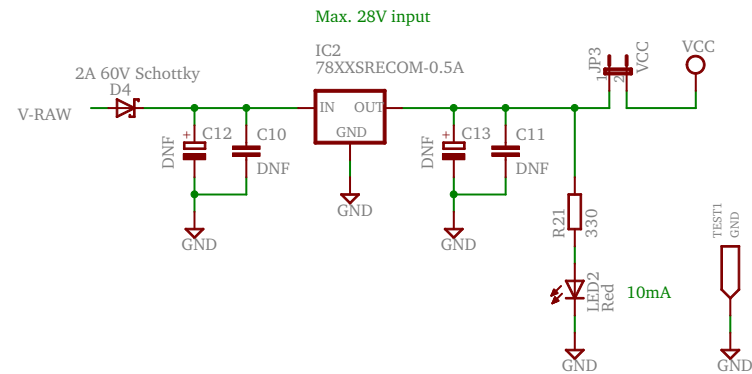 Max. 28V input
IC2
78XXSRECOM-0.5A
2A 60V Schottky
D4
V-RAW
IN OUT
GND
JP3
1 2
VCC
VCC
+
C12
DNF
C10
DNF
+
C13
DNF
C11
DNF
GND
GND
GND
R21
330
TEST1
GND
LED2
Red
10mA
GND
GND